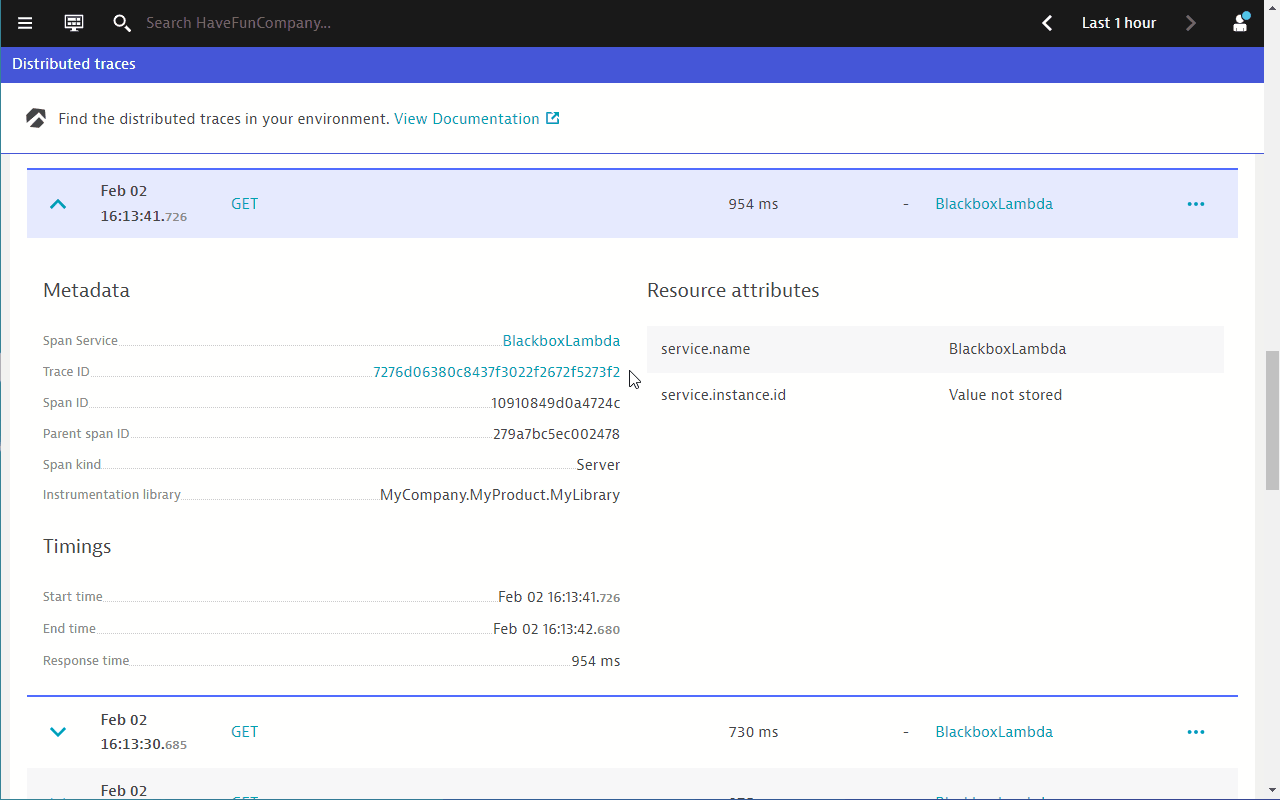 Search HaveFunCompany...
Last 1 hour
Distributed traces
Find the distributed traces in your environment. View Documentation
Feb 02
16:13:41.726
GET
954 ms
-
BlackboxLambda
Metadata
Span Service BlackboxLambda
Trace ID 7276d06380c8437f3022f2672f5273f2
Span ID 10910849d0a4724c
Parent span ID 279a7bc5ec002478
Span kind Server
Instrumentation library MyCompany.MyProduct.MyLibrary
Resource attributes
service.name BlackboxLambda
service.instance.id Value not stored
Timings
Start time Feb 02 16:13:41.726
End time Feb 02 16:13:42.680
Response time 954 ms
Feb 02
16:13:30.685
GET
730 ms
-
BlackboxLambda
Feb 02